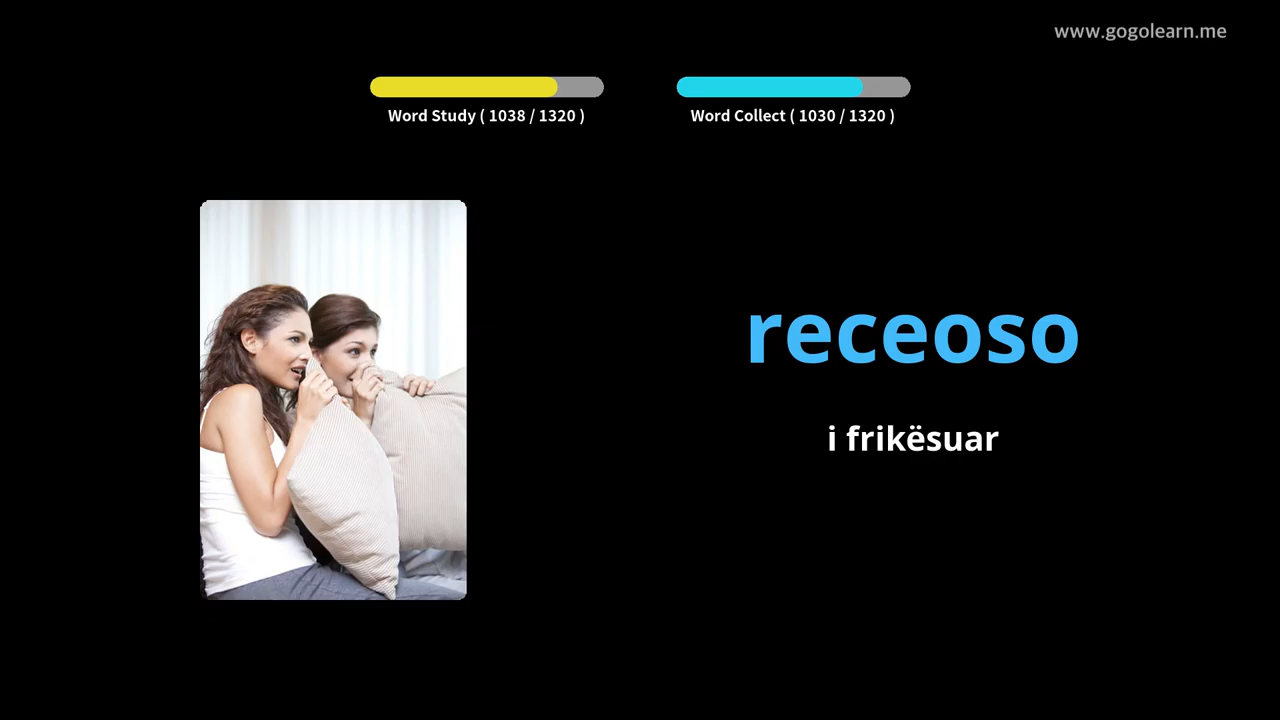 www.gogolearn.me
Word Study ( 1038 / 1320 )
Word Collect ( 1030 / 1320 )
receoso
i frikësuar